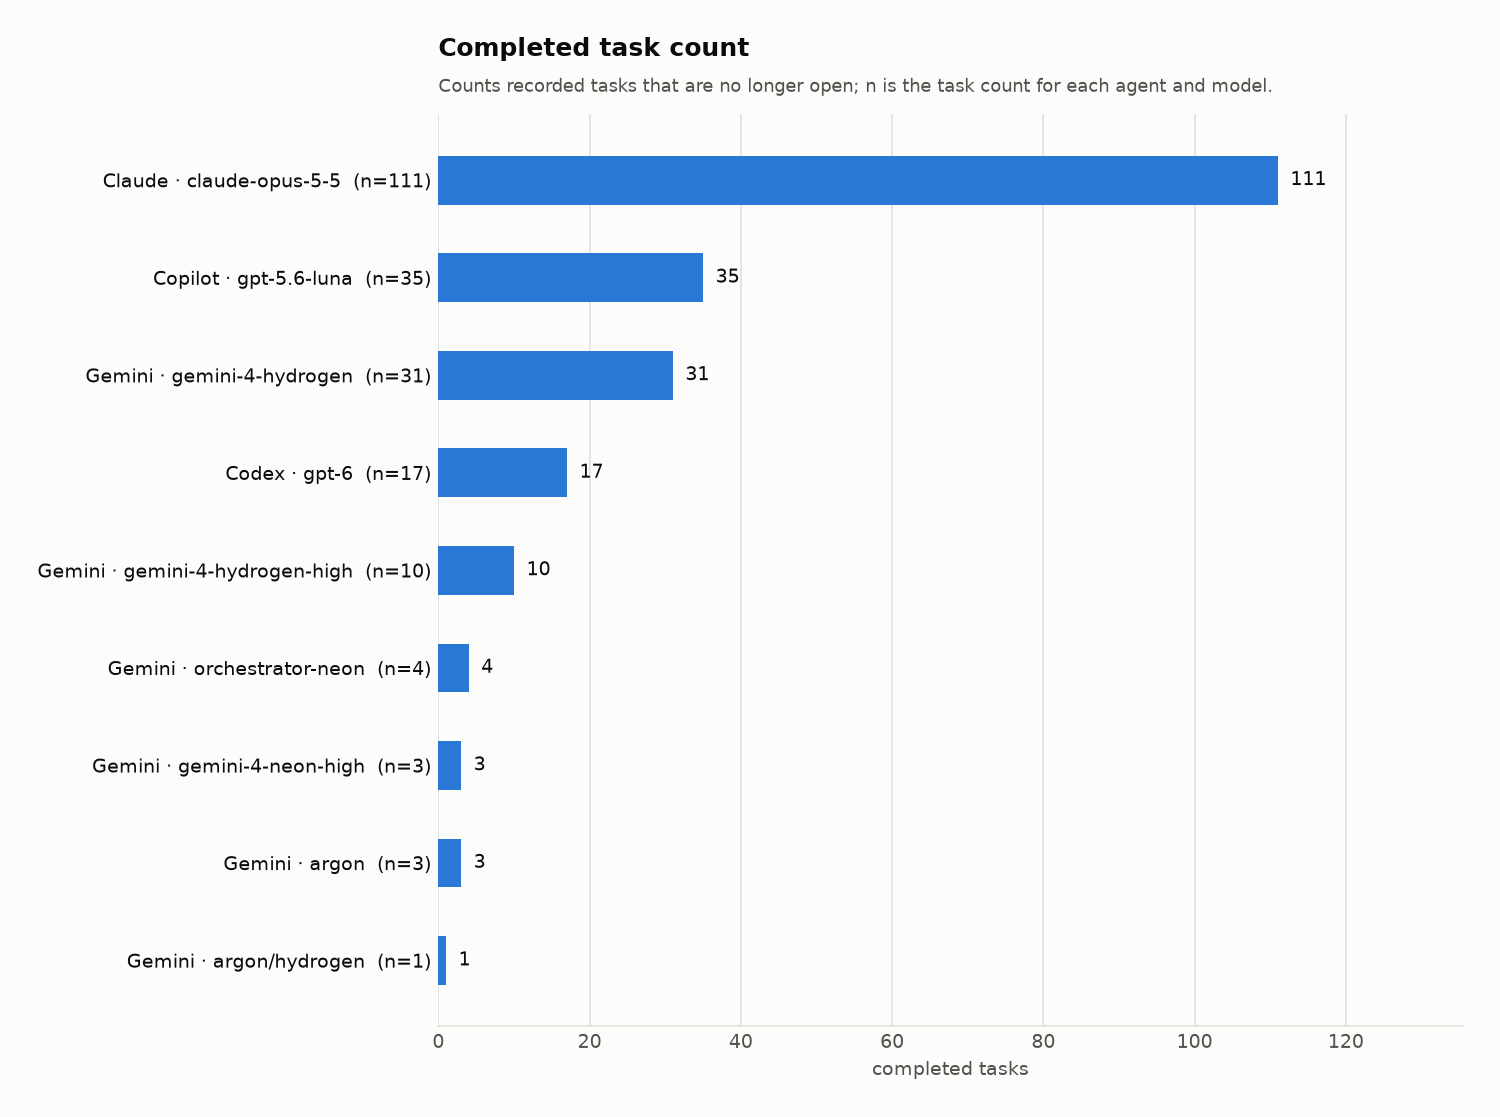 Completed task count
Counts recorded tasks that are no longer open; n is the task count for each agent and model.
Claude · claude-opus-5-5 (n=111) 111
Copilot · gpt-5.6-luna (n=35) 35
Gemini · gemini-4-hydrogen (n=31) 31
Codex · gpt-6 (n=17) 17
Gemini · gemini-4-hydrogen-high (n=10) 10
Gemini · orchestrator-neon (n=4) 4
Gemini · gemini-4-neon-high (n=3) 3
Gemini · argon (n=3) 3
Gemini · argon/hydrogen (n=1) 1
0 20 40 60 80 100 120
completed tasks